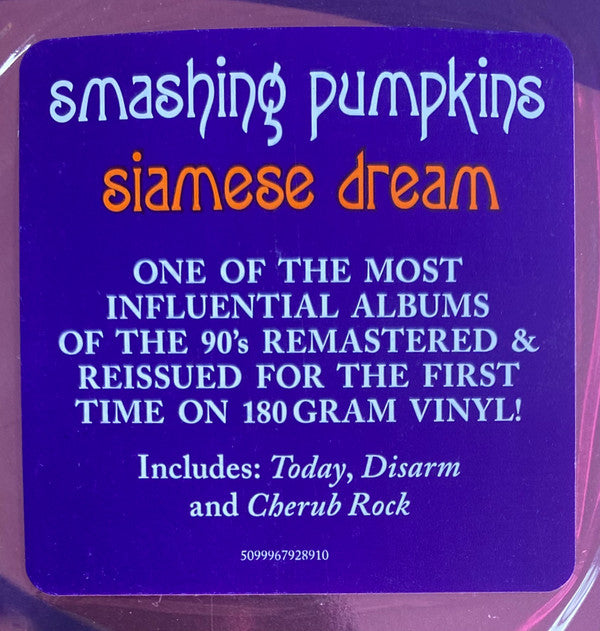 smashing pumpkins
siamese dream
ONE OF THE MOST
INFLUENTIAL ALBUMS
OF THE 90's REMASTERED &
REISSUED FOR THE FIRST
TIME ON 180 GRAM VINYL!
Includes: Today, Disarm
and Cherub Rock
5099967928910